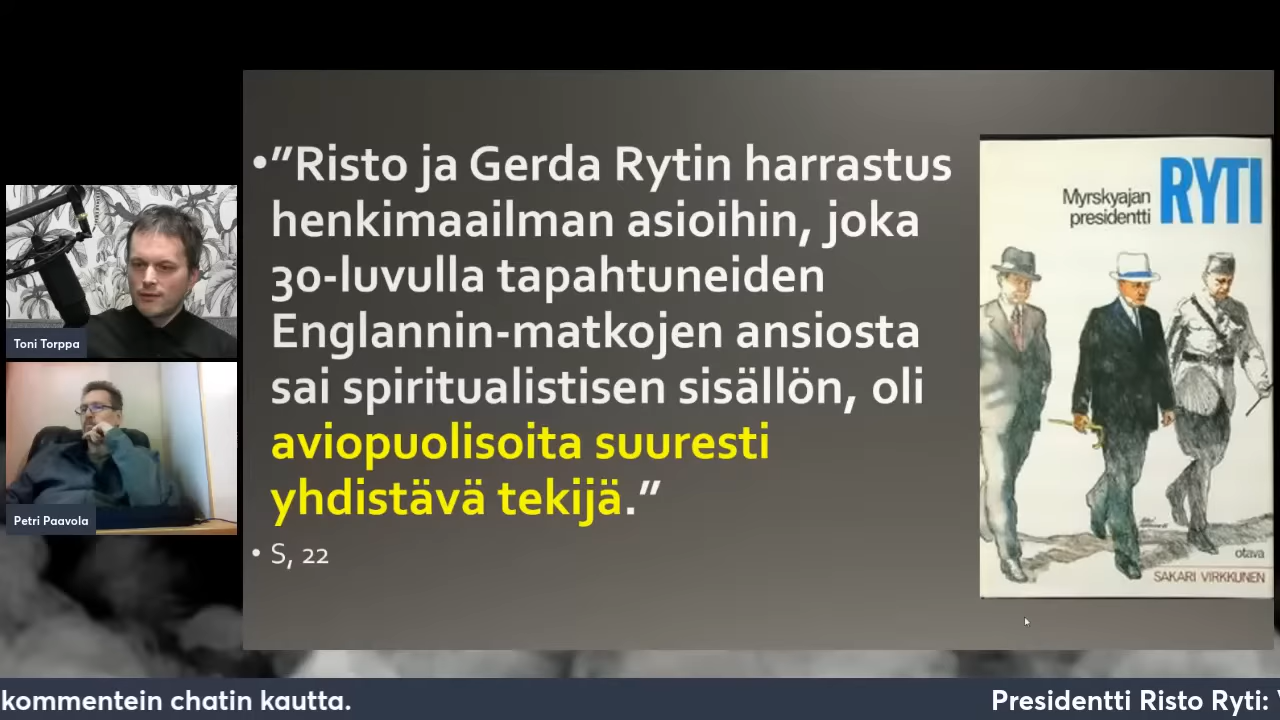 •”Risto ja Gerda Rytin harrastus
henkimaailman asioihin, joka
30-luvulla tapahtuneiden
Englannin-matkojen ansiosta
sai spiritualistisen sisällön, oli
aviopuolisoita suuresti
yhdistävä tekijä.”
• S, 22
Myrskyajan
presidentti
RYTI
otava
SAKARI VIRKKUNEN
Toni Torppa
Petri Paavola
kommentein chatin kautta.
Presidentti Risto Ryti: